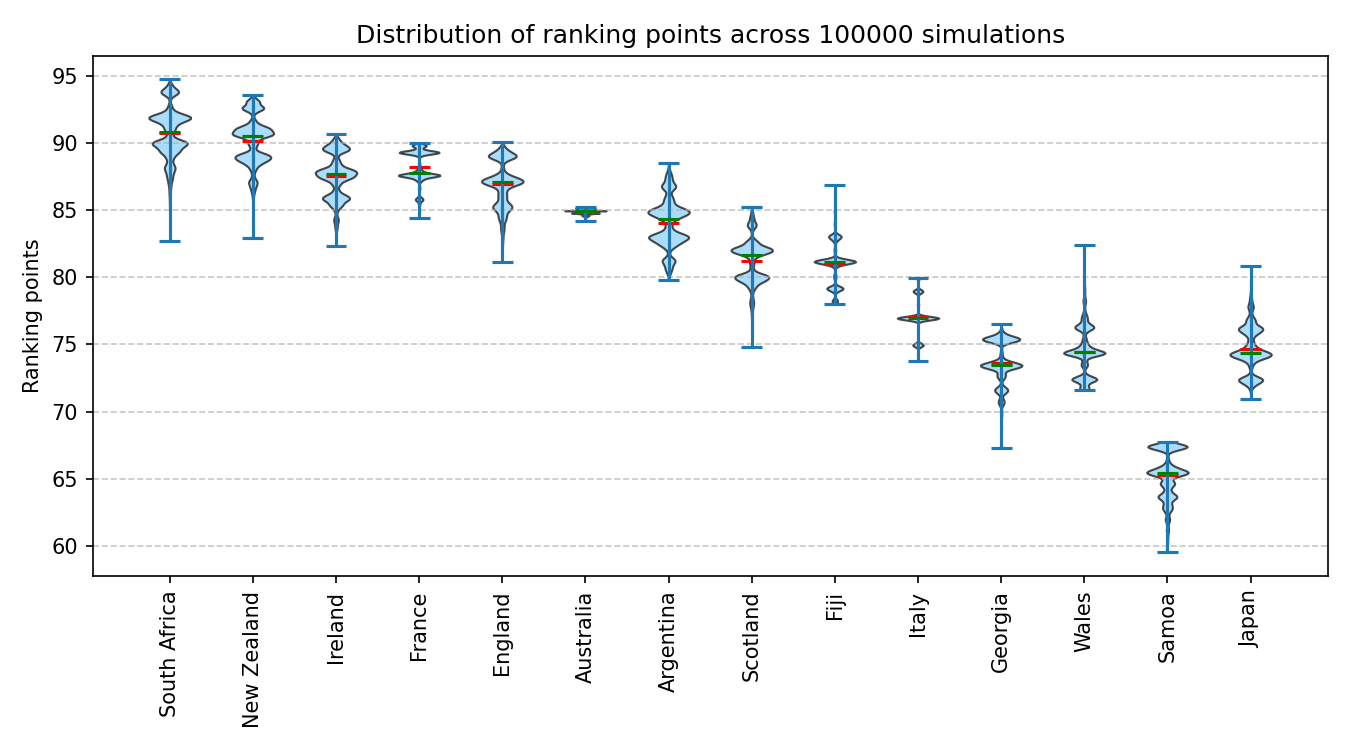 Distribution of ranking points across 100000 simulations
Ranking points
95
90
85
80
75
70
65
60
South Africa
New Zealand
Ireland
France
England
Australia
Argentina
Scotland
Fiji
Italy
Georgia
Wales
Samoa
Japan